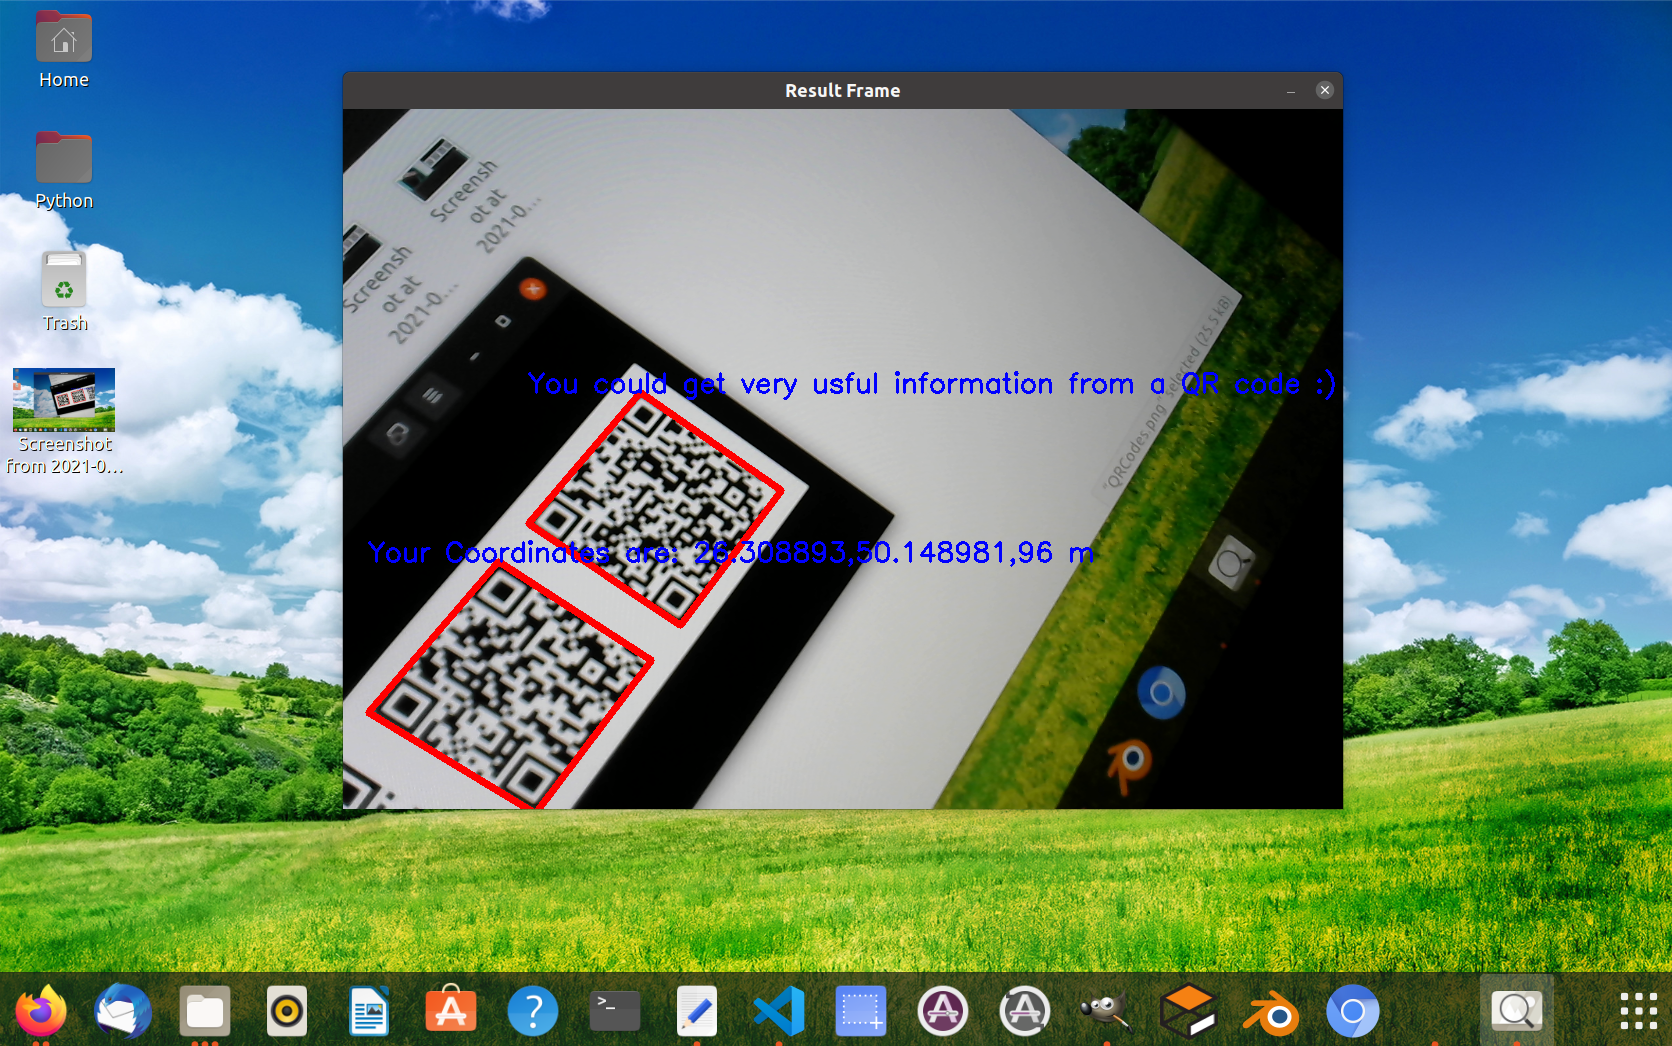 Home
Python
Trash
Screenshot
from 2021-0...
Result Frame
Screensh
ot at
2021-0...
Screensh
ot at
2021-0...
"QRCodes.png" selected (25.5 kB)
You could get very usful information from a QR code :)
Your Coordinates are: 26.308893,50.148981,96 m